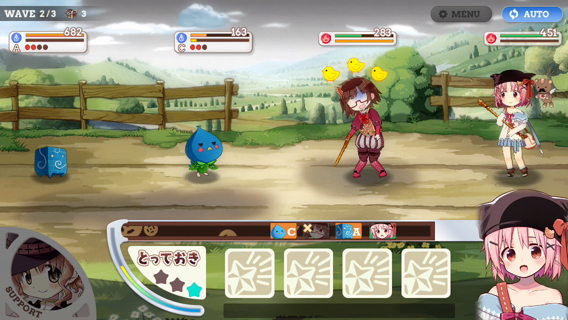 WAVE 2/3
3
MENU
AUTO
682
A
163
C
283
451
C
A
とっておき
SUPPORT